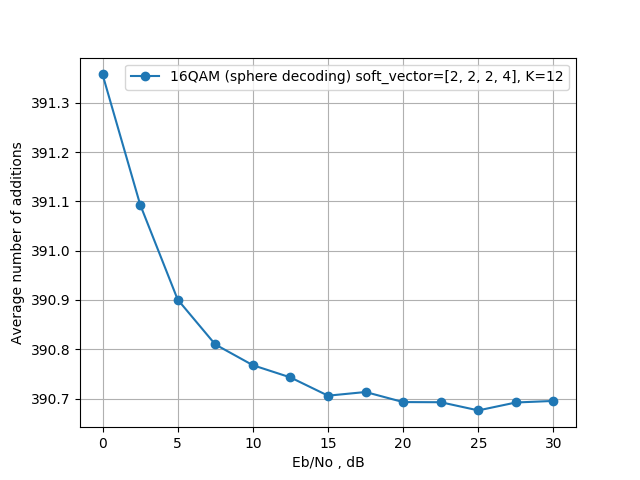 16QAM (sphere decoding) soft_vector=[2, 2, 2, 4], K=12
391.3
391.2
391.1
391.0
390.9
390.8
390.7
Average number of additions
0 5 10 15 20 25 30
Eb/No , dB